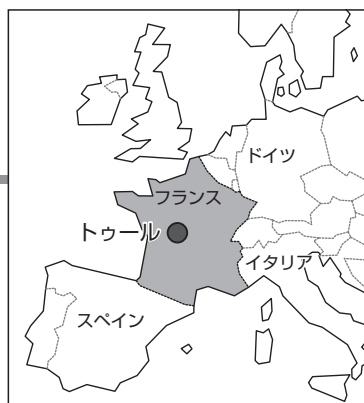 ドイツ
フランス
トゥール
イタリア
スペイン